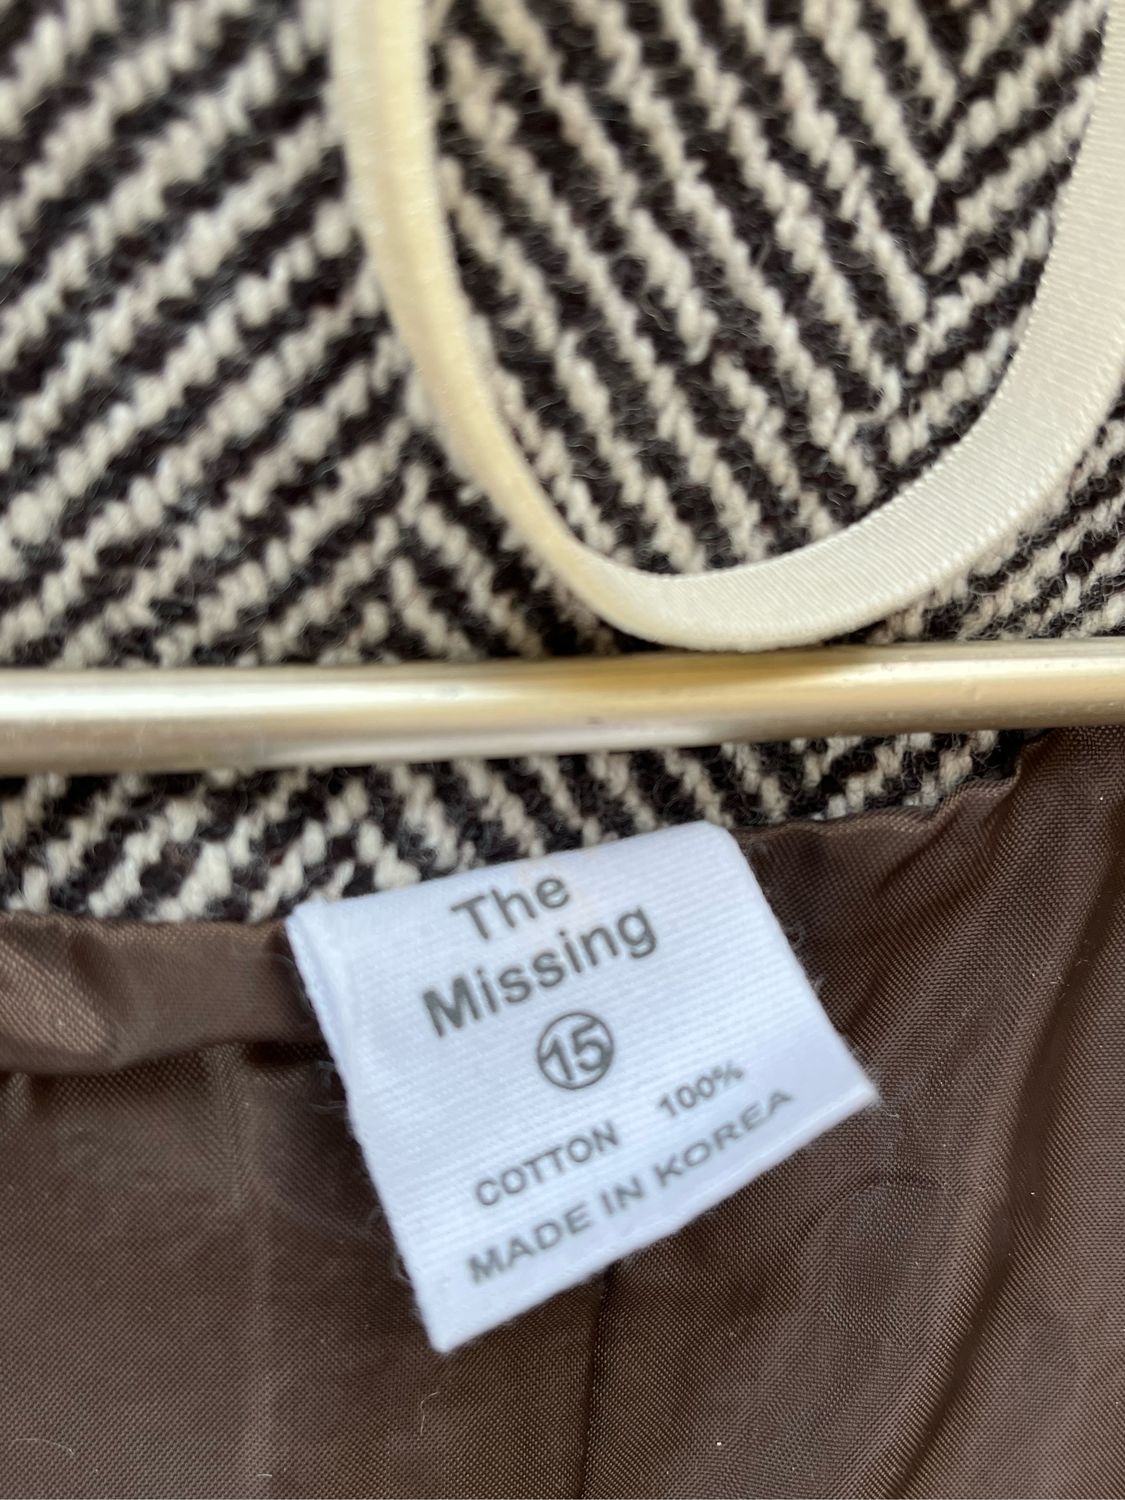 The
Missing
15
COTTON 100%
MADE IN KOREA